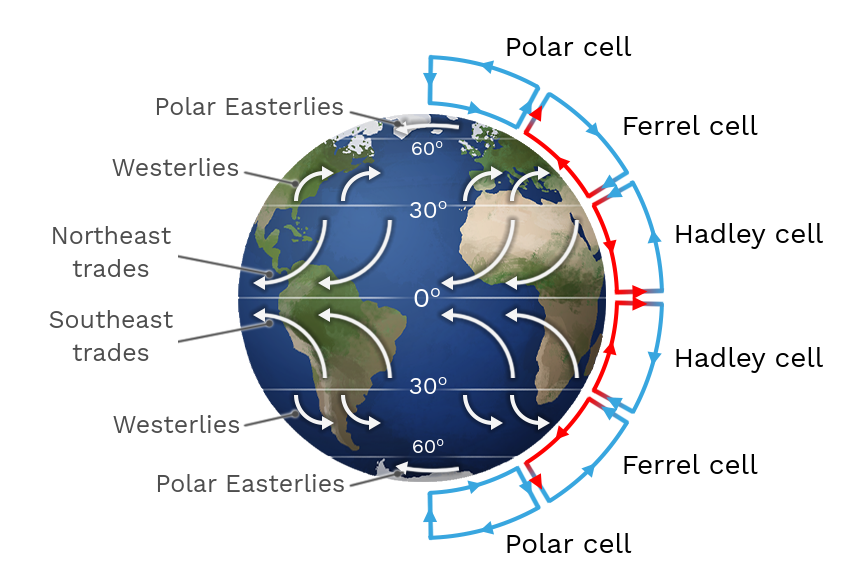 Polar cell
Polar Easterlies
Ferrel cell
60°
Westerlies
30°
Hadley cell
Northeast
trades
0°
Southeast
trades
Hadley cell
30°
Westerlies
60°
Ferrel cell
Polar Easterlies
Polar cell